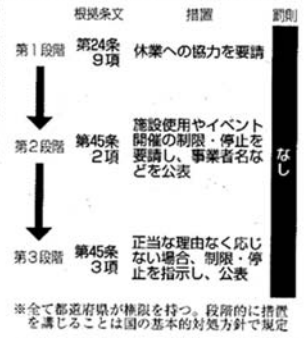 根拠条文 措置 罰則
第1段階 第24条9項 休業への協力を要請
第2段階 第45条2項 施設使用やイベント
開催の制限・停止を
要請し、事業者名な
どを公表
第3段階 第45条3項 正当な理由なく応じ
ない場合、制限・停
止を指示し、公表
なし
※全て都道府県が権限を持つ。段階的に措置
を講じることは国の基本的対処方針で規定